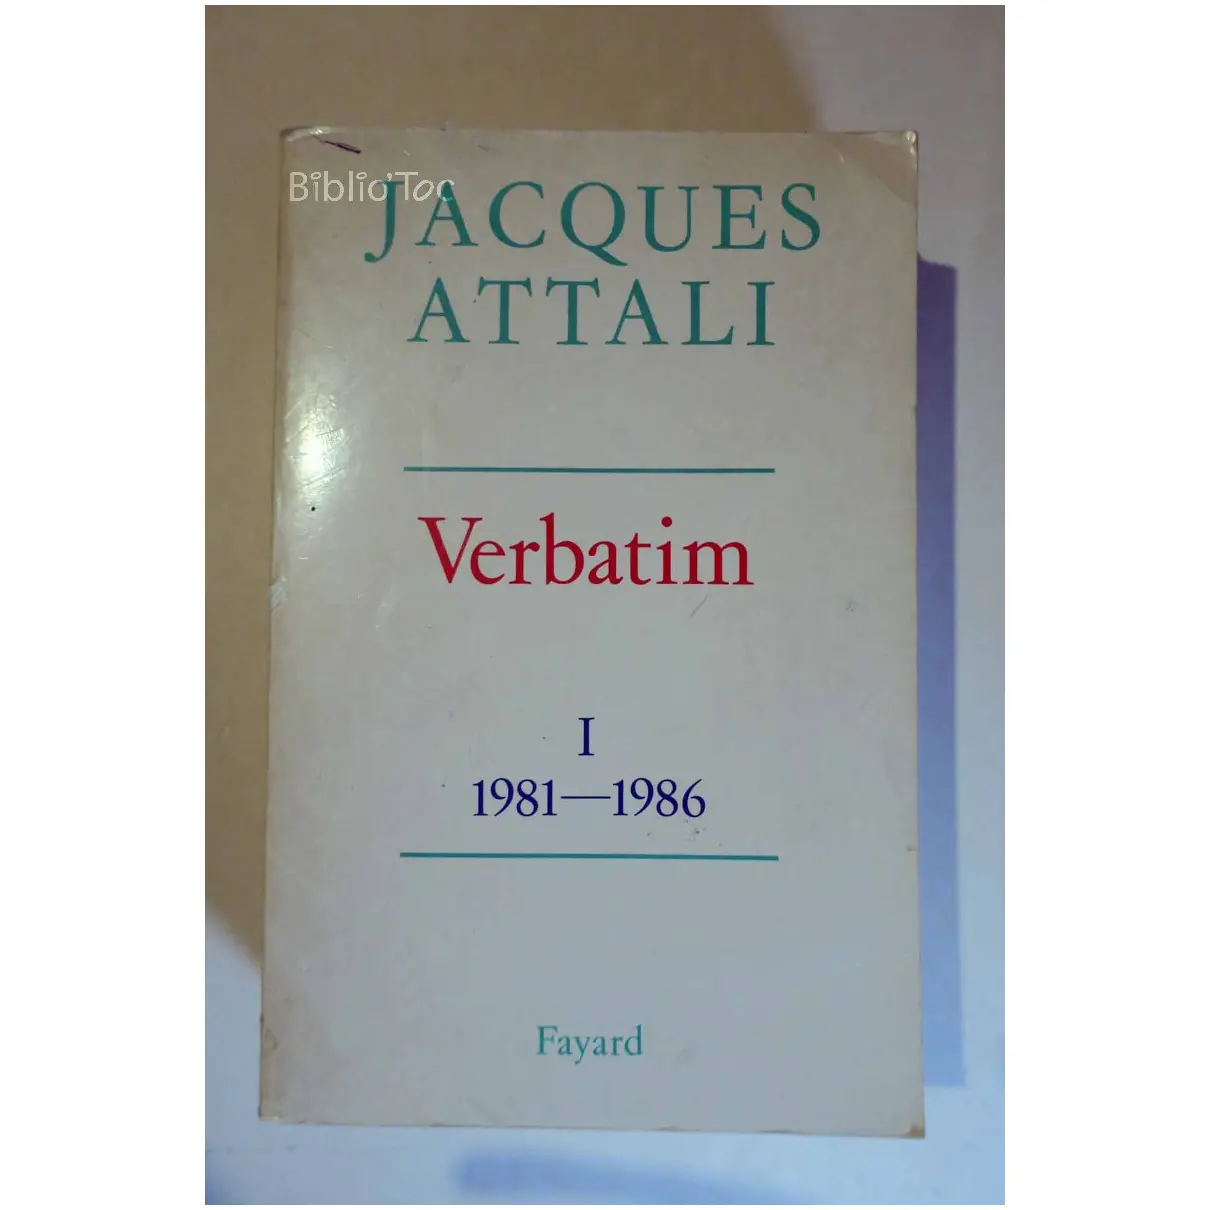 Biblio'Toc
JACQUES
ATTALI
Verbatim
I
1981—1986
Fayard